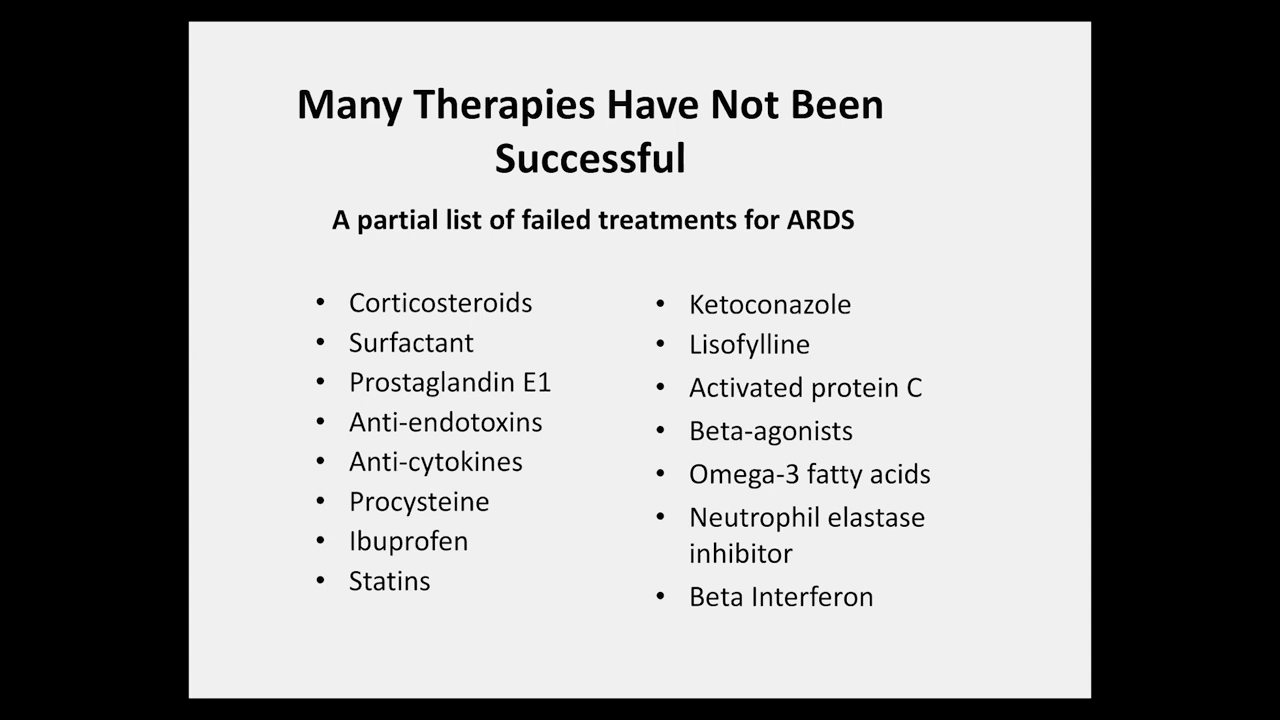 Many Therapies Have Not Been
Successful
A partial list of failed treatments for ARDS
• Corticosteroids
• Surfactant
• Prostaglandin E1
• Anti-endotoxins
• Anti-cytokines
• Procysteine
• Ibuprofen
• Statins
• Ketoconazole
• Lisofylline
• Activated protein C
• Beta-agonists
• Omega-3 fatty acids
• Neutrophil elastase
inhibitor
• Beta Interferon